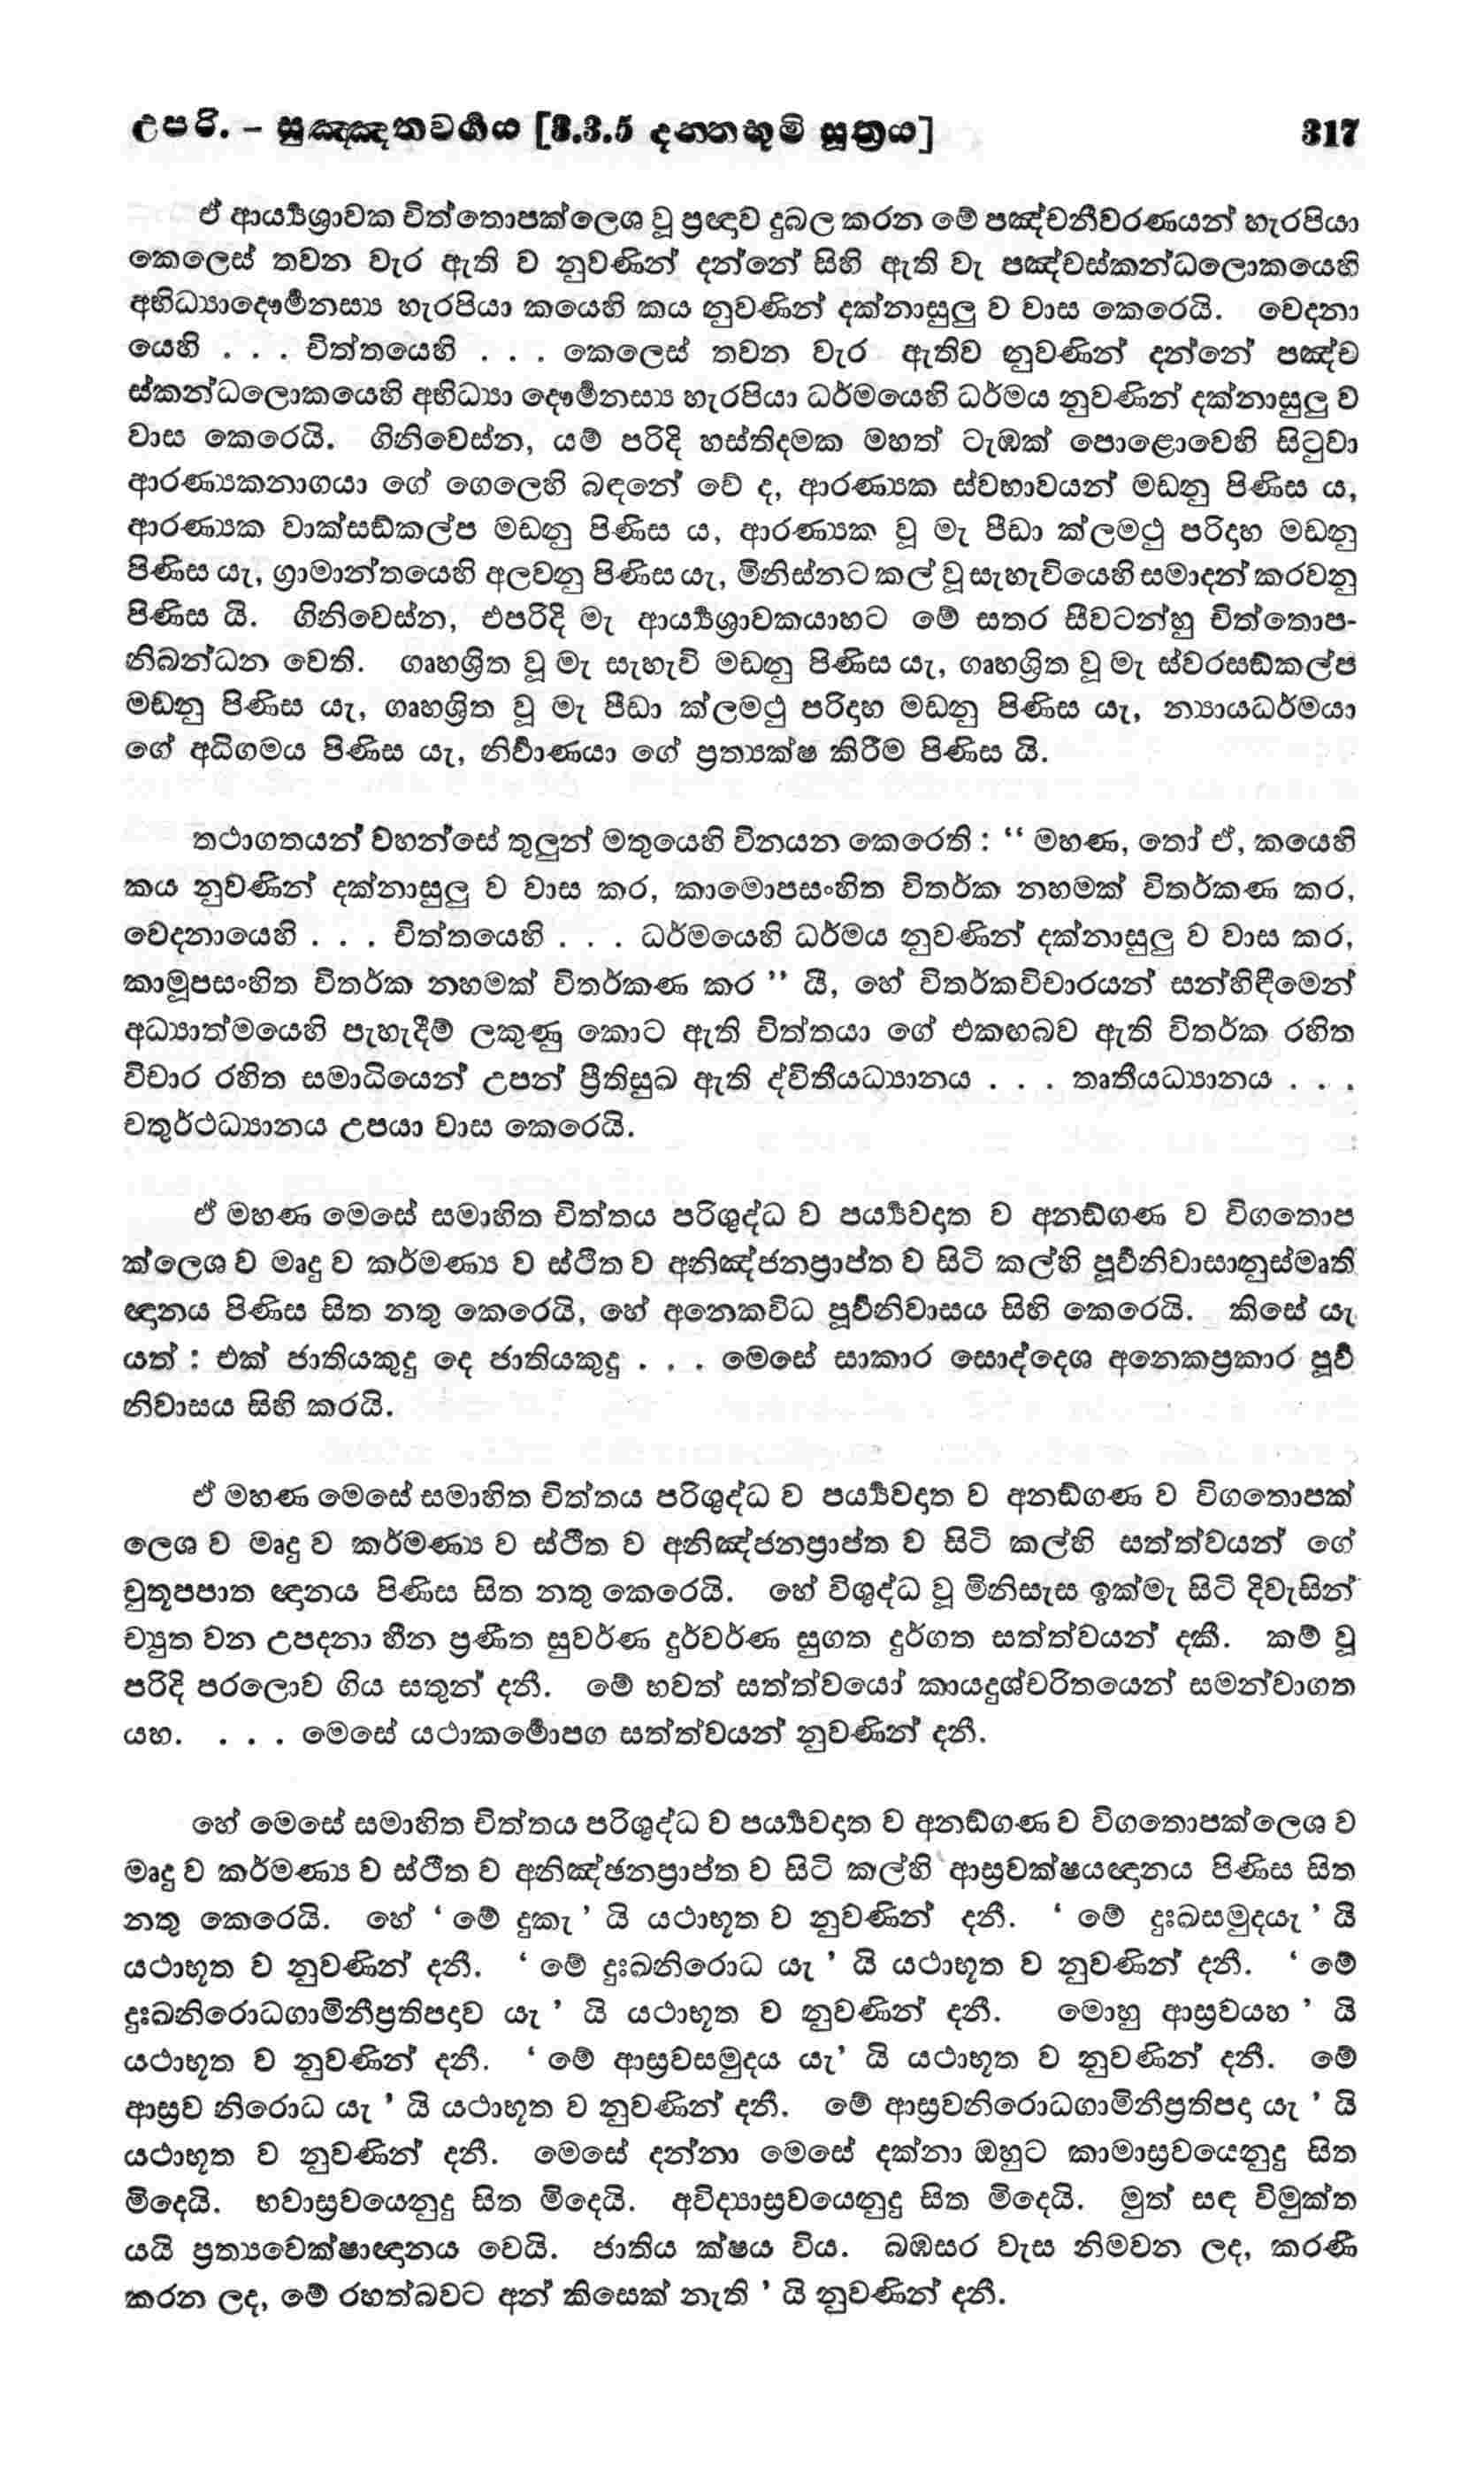 උපරි. – සුඤ්ඤතවර්‍ගය [3.3.5 දන්තභූමි සූත්‍රය] 317
ඒ ආර්‍ය්‍යශ්‍රාවක චිත්තොපක්ලෙශ වූ ප්‍රඥාව දුබල කරන මේ පඤ්චනීවරණයන් හැරපියා
කෙලෙස් තවන වැර ඇති ව නුවණින් දන්නේ සිහි ඇති වැ පඤ්චස්කන්ධලොකයෙහි
අභිධ්‍යාදෞර්‍මනස්‍ය හැරපියා කයෙහි කය නුවණින් දක්නාසුලු ව වාස කෙරෙයි. වෙදනා
යෙහි . . . චිත්තයෙහි . . . කෙලෙස් තවන වැර ඇතිව නුවණින් දන්නේ පඤ්ච
ස්කන්ධලොකයෙහි අභිධ්‍යා දෞර්‍මනස්‍ය හැරපියා ධර්මයෙහි ධර්මය නුවණින් දක්නාසුලු ව
වාස කෙරෙයි. ගිනිවෙස්න, යම් පරිදි හස්තිදමක මහත් ටැඹක් පොළොවෙහි සිටුවා
ආරණ්‍යකනාගයා ගේ ගෙලෙහි බඳනේ වේ ද, ආරණ්‍යක ස්වභාවයන් මඩනු පිණිස ය,
ආරණ්‍යක වාක්සඞ්කල්ප මඩනු පිණිස ය, ආරණ්‍යක වූ මැ පීඩා ක්ලමථු පරිදාහ මඩනු
පිණිස යැ, ග්‍රාමාන්තයෙහි අලවනු පිණිස යැ, මිනිස්නට කල් වූ සැහැවියෙහි සමාදන් කරවනු
පිණිස යි. ගිනිවෙස්න, එපරිදි මැ ආර්‍ය්‍යශ්‍රාවකයාහට මේ සතර සීවටන්හු චිත්තොප-
නිබන්ධන වෙති. ගෘහශ්‍රිත වූ මැ සැහැවි මඩනු පිණිස යැ, ගෘහශ්‍රිත වූ මැ ස්වරසඞ්කල්ප
මඩනු පිණිස යැ, ගෘහශ්‍රිත වූ මැ පීඩා ක්ලමථු පරිදාහ මඩනු පිණිස යැ, න්‍යායධර්මයා
ගේ අධිගමය පිණිස යැ, නිර්‍වාණයා ගේ ප්‍රත්‍යක්ෂ කිරීම පිණිස යි.
තථාගතයන් වහන්සේ තුලුන් මතුයෙහි විනයන කෙරෙති : “ මහණ, තෝ ඒ, කයෙහි
කය නුවණින් දක්නාසුලු ව වාස කර, කාමොපසංහිත විතර්ක නහමක් විතර්කණ කර,
වෙදනායෙහි . . . චිත්තයෙහි . . . ධර්මයෙහි ධර්මය නුවණින් දක්නාසුලු ව වාස කර,
කාමූපසංහිත විතර්ක නහමක් විතර්කණ කර ” යි, හේ විතර්කවිචාරයන් සන්හිඳීමෙන්
අධ්‍යාත්මයෙහි පැහැදීම් ලකුණු කොට ඇති චිත්තයා ගේ එකඟබව ඇති විතර්ක රහිත
විචාර රහිත සමාධියෙන් උපන් ප්‍රීතිසුඛ ඇති ද්විතීයධ්‍යානය . . . තෘතීයධ්‍යානය . . .
චතුර්ථධ්‍යානය උපයා වාස කෙරෙයි.
ඒ මහණ මෙසේ සමාහිත චිත්තය පරිශුද්ධ ව පර්‍ය්‍යවදාත ව අනඞ්ගණ ව විගතොප
ක්ලෙශ ව මෘදු ව කර්මණ්‍ය ව ස්ථිත ව අනිඤ්ජනප්‍රාප්ත ව සිටි කල්හි පූර්‍වනිවාසානුස්මෘති
ඥානය පිණිස සිත නතු කෙරෙයි, හේ අනෙකවිධ පූර්‍වනිවාසය සිහි කෙරෙයි. කිසේ යැ
යත් : එක් ජාතියකුදු දෙ ජාතියකුදු . . . මෙසේ සාකාර සොද්දෙශ අනෙකප්‍රකාර පූර්‍ව
නිවාසය සිහි කරයි.
ඒ මහණ මෙසේ සමාහිත චිත්තය පරිශුද්ධ ව පර්‍ය්‍යවදාත ව අනඞ්ගණ ව විගතොපක්
ලෙශ ව මෘදු ව කර්මණ්‍ය ව ස්ථිත ව අනිඤ්ජනප්‍රාප්ත ව සිටි කල්හි සත්ත්වයන් ගේ
චුතූපපාත ඥානය පිණිස සිත නතු කෙරෙයි. හේ විශුද්ධ වූ මිනිසැස ඉක්මැ සිටි දිවැසින්
ච්‍යුත වන උපදනා හීන ප්‍රණීත සුවර්ණ දුර්වර්ණ සුගත දුර්ගත සත්ත්වයන් දකී. කම් වූ
පරිදි පරලොව ගිය සතුන් දනී. මේ භවත් සත්ත්වයෝ කායදුශ්චරිතයෙන් සමන්වාගත
යහ. . . . මෙසේ යථාකර්‍මොපග සත්ත්වයන් නුවණින් දනී.
හේ මෙසේ සමාහිත චිත්තය පරිශුද්ධ ව පර්‍ය්‍යවදාත ව අනඞ්ගණ ව විගතොපක්ලෙශ ව
මෘදු ව කර්මණ්‍ය ව ස්ථිත ව අනිඤ්ඡනප්‍රාප්ත ව සිටි කල්හි ආස්‍රවක්ෂයඥානය පිණිස සිත
නතු කෙරෙයි. හේ ‘ මේ දුකැ ’ යි යථාභූත ව නුවණින් දනී. ‘ මේ දුඃඛසමුදයැ ’ යි
යථාභූත ව නුවණින් දනී. ‘ මේ දුඃඛනිරොධ යැ ’ යි යථාභූත ව නුවණින් දනී. ‘ මේ
දුඃඛනිරොධගාමිනීප්‍රතිපදාව යැ ’ යි යථාභූත ව නුවණින් දනී. මොහු ආස්‍රවයහ ’ යි
යථාභූත ව නුවණින් දනී. ‘ මේ ආස්‍රවසමුදය යැ’ යි යථාභූත ව නුවණින් දනී. මේ
ආස්‍රව නිරොධ යැ ’ යි යථාභූත ව නුවණින් දනී. මේ ආස්‍රවනිරොධගාමිනීප්‍රතිපදා යැ ’ යි
යථාභූත ව නුවණින් දනී. මෙසේ දන්නා මෙසේ දක්නා ඔහුට කාමාස්‍රවයෙනුදු සිත
මිදෙයි. භවාස්‍රවයෙනුදු සිත මිදෙයි. අවිද්‍යාස්‍රවයෙනුදු සිත මිදෙයි. මුත් සඳ විමුක්ත
යයි ප්‍රත්‍යවේක්ෂාඥානය වෙයි. ජාතිය ක්ෂය විය. බඹසර වැස නිමවන ලද, කරණී
කරන ලද, මේ රහත්බවට අන් කිසෙක් නැති ’ යි නුවණින් දනී.